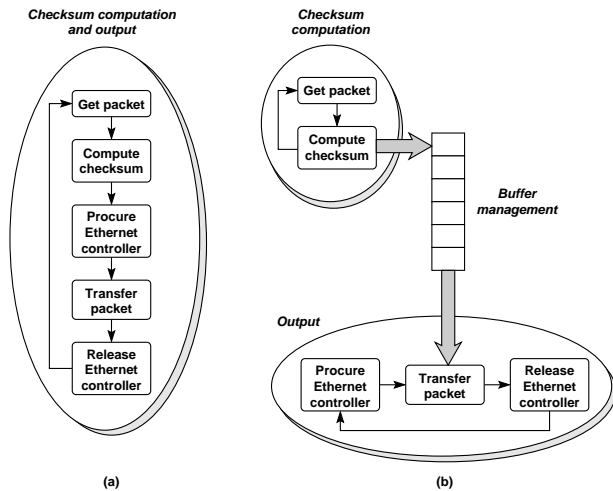 Checksum computation
and output
Get packet
Compute
checksum
Procure
Ethernet
controller
Transfer
packet
Release
Ethernet
controller
(a)
Checksum
computation
Get packet
Compute
checksum
Buffer
management
Output
Procure
Ethernet
controller
Transfer
packet
Release
Ethernet
controller
(b)